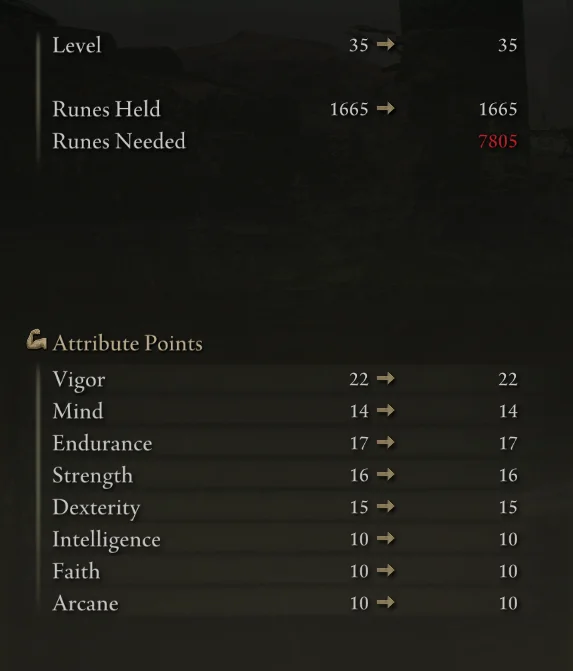 Level 35 → 35
Runes Held 1665 → 1665
Runes Needed 7805
Attribute Points
Vigor 22 → 22
Mind 14 → 14
Endurance 17 → 17
Strength 16 → 16
Dexterity 15 → 15
Intelligence 10 → 10
Faith 10 → 10
Arcane 10 → 10